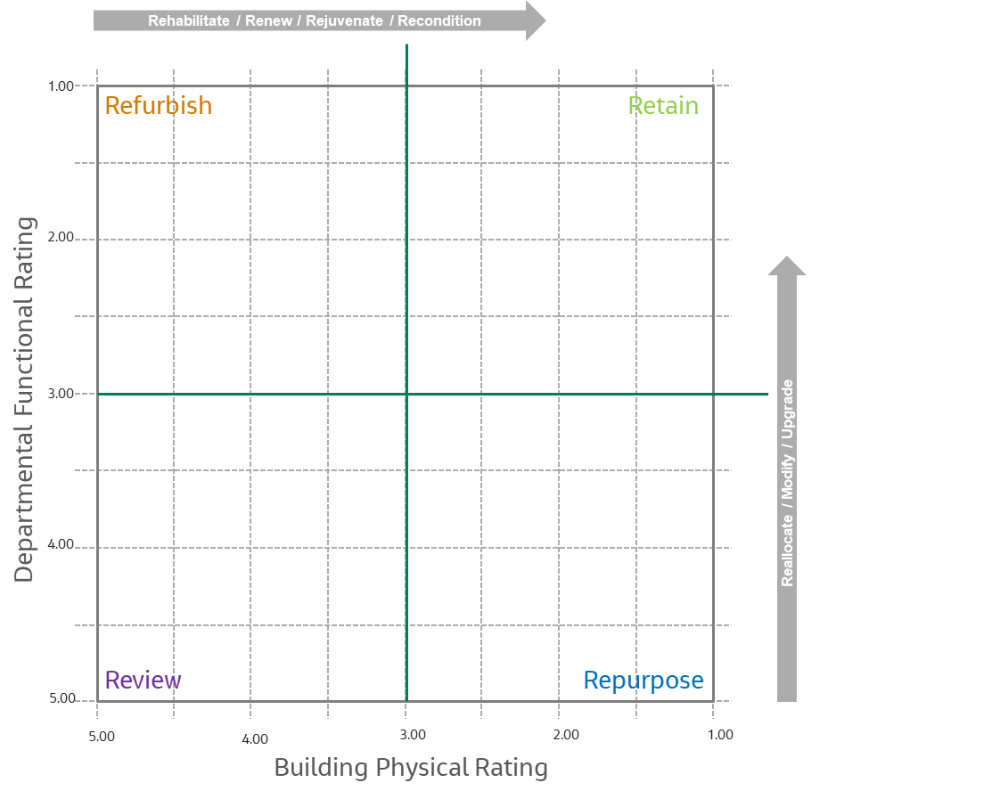 Rehabilitate / Renew / Rejuvenate / Recondition
1.00
Refurbish
Retain
2.00
3.00
4.00
5.00
Departmental Functional Rating
Reallocate / Modify / Upgrade
Review
Repurpose
5.00
4.00
3.00
2.00
1.00
Building Physical Rating